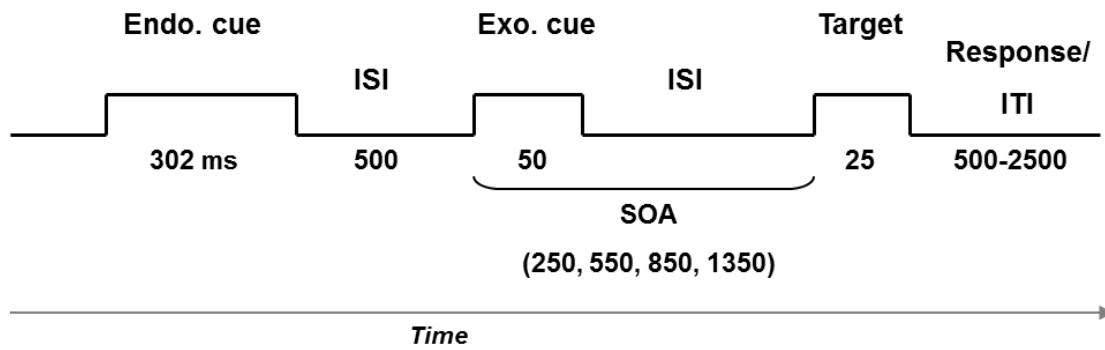 Endo. cue
Exo. cue
Target
Response/
ISI
ISI
ITI
302 ms
500
50
25
500-2500
SOA
(250, 550, 850, 1350)
Time